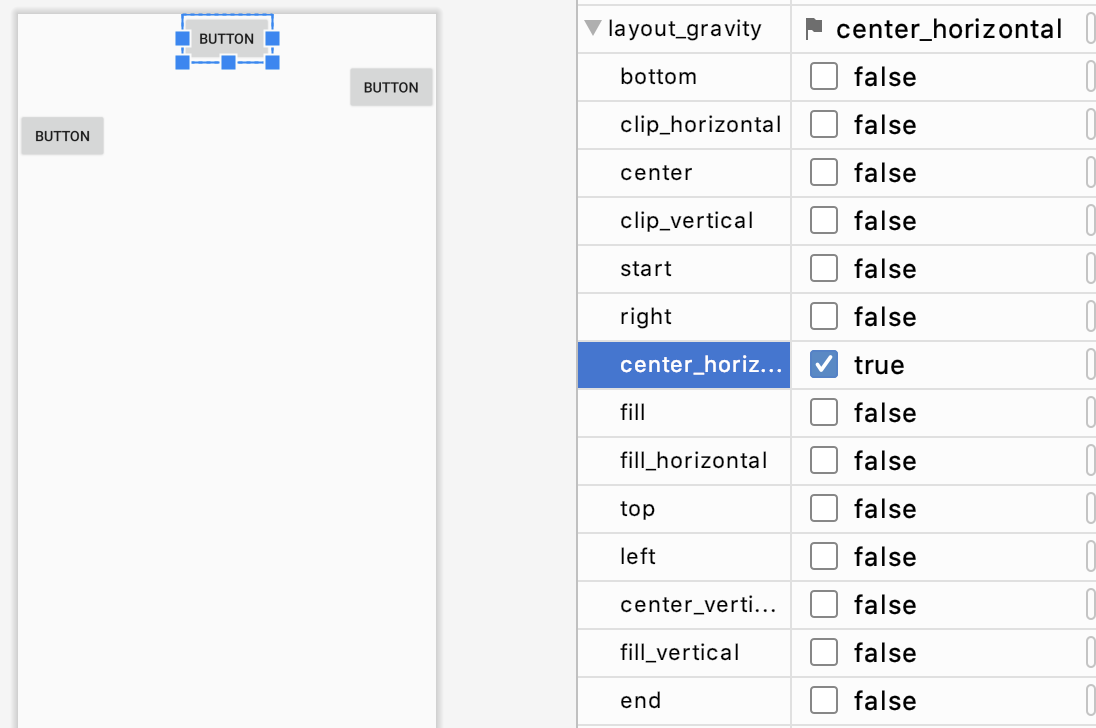 BUTTON
BUTTON
BUTTON
layout_gravity center_horizontal
bottom false
clip_horizontal false
center false
clip_vertical false
start false
right false
center_horiz... true
fill false
fill_horizontal false
top false
left false
center_verti... false
fill_vertical false
end false